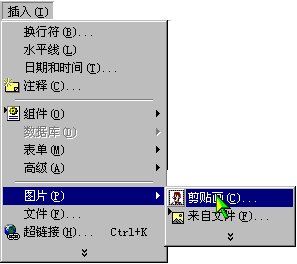 插入(I)
换行符(B)...
水平线(L)
日期和时间(T)...
注释(C)...
组件(O)
数据库(D)
表单(M)
高级(A)
图片(P)
剪贴画(C)...
文件(F)...
来自文件(F)...
超链接(H)... Ctrl+K